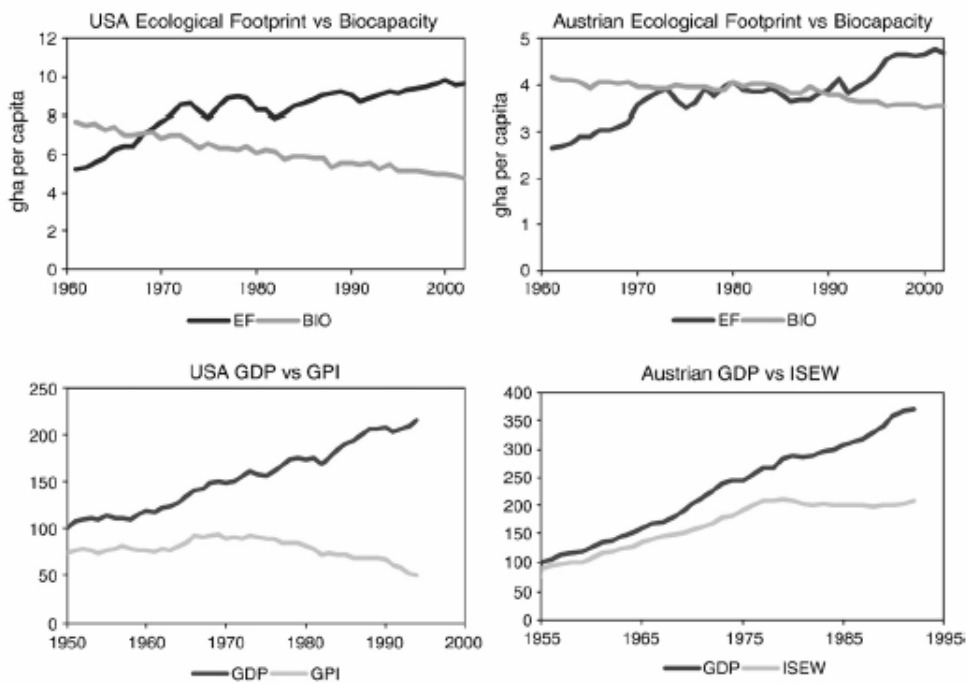 USA Ecological Footprint vs Biocapacity
12
10
8
6
4
2
0
gha per capita
1960 1970 1980 1990 2000
EF BIO
Austrian Ecological Footprint vs Biocapacity
5
4
3
2
1
0
gha per capita
1960 1970 1980 1990 2000
EF BIO
USA GDP vs GPI
250
200
150
100
50
0
1950 1960 1970 1980 1990 2000
GDP GPI
Austrian GDP vs ISEW
400
350
300
250
200
150
100
50
0
1955 1965 1975 1985 1995
GDP ISEW